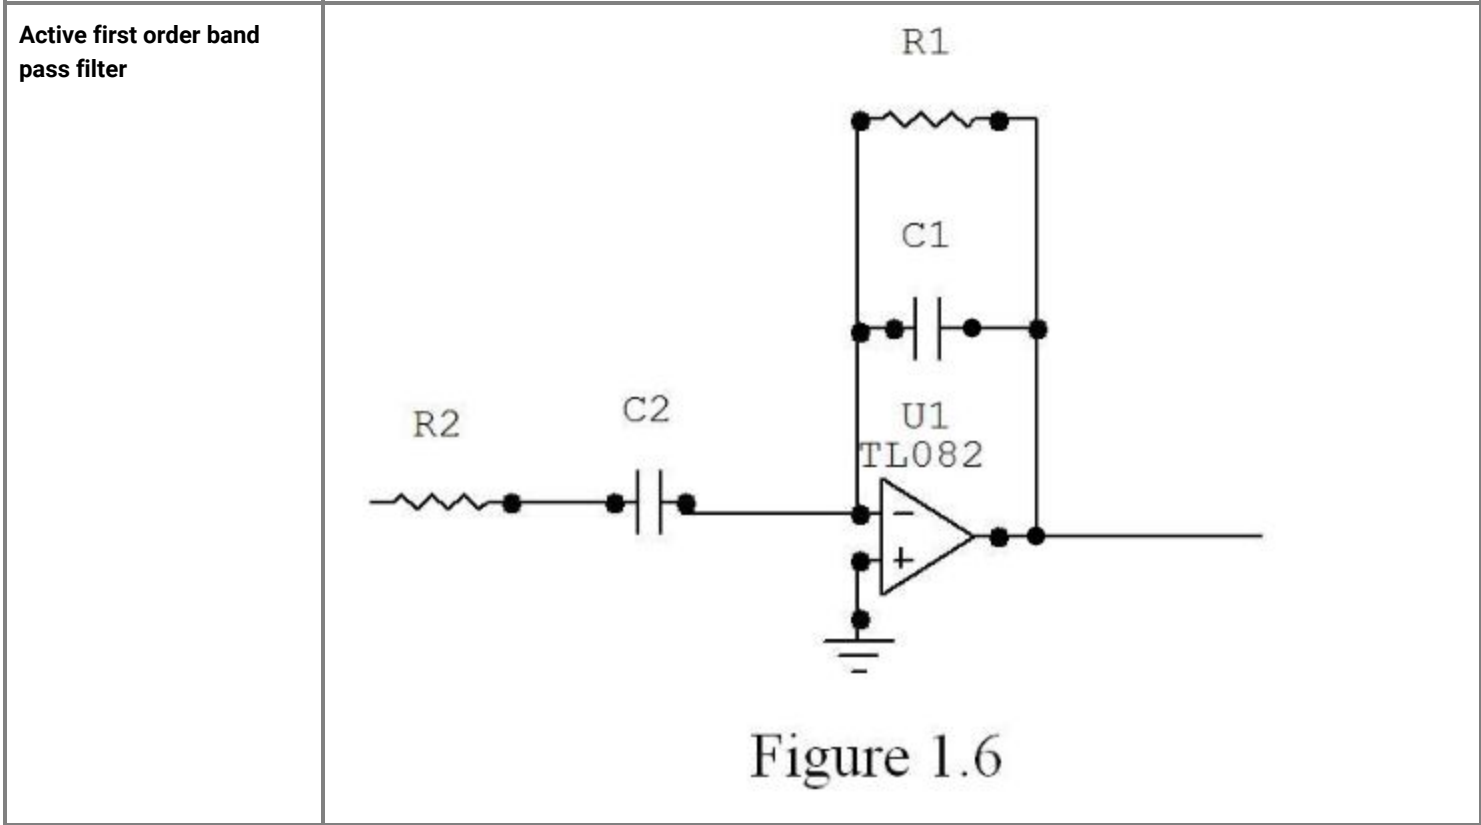 Active first order band
pass filter
R1
C1
R2
C2
U1
TL082
−
+
Figure 1.6